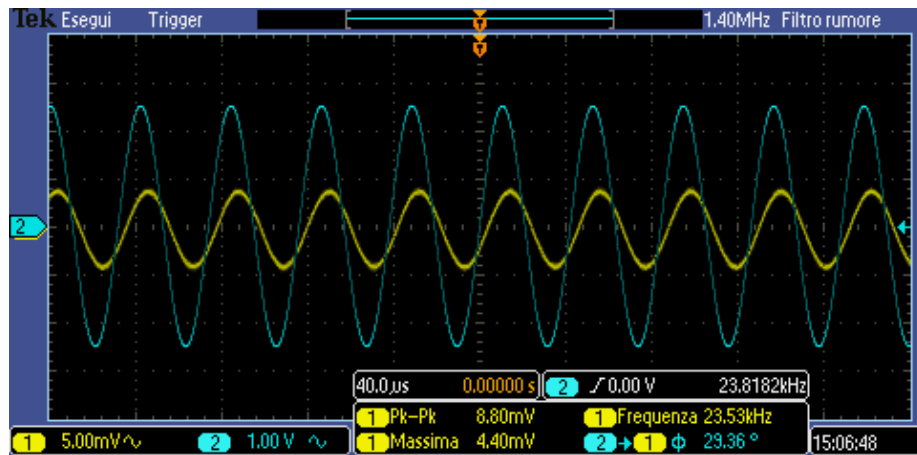 Tek Esegui Trigger 1.40MHz Filtro rumore
T
T
2
40.0µs 0.00000 s 2 0.00 V 23.8182kHz
1 Pk-Pk 8.80mV 1 Frequenza 23.53kHz
1 5.00mV 2 1.00 V 1 Massima 4.40mV 2→1 ϕ 29.36 ° 15:06:48